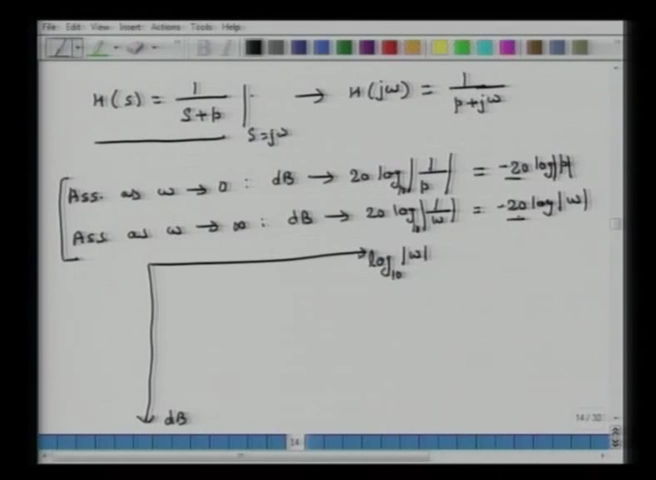 File Edit View Insert Actions Tools Help
H(s) = 1/(s+p) |s=jω → H(jω) = 1/(p+jω)
Ass. as ω → 0 : dB → 20 log₁₀|1/p| = -20 log|p|
Ass as ω → ∞ : dB → 20 log₁₀|1/ω| = -20 log|ω|
log₁₀|ω|
dB
14/30
14